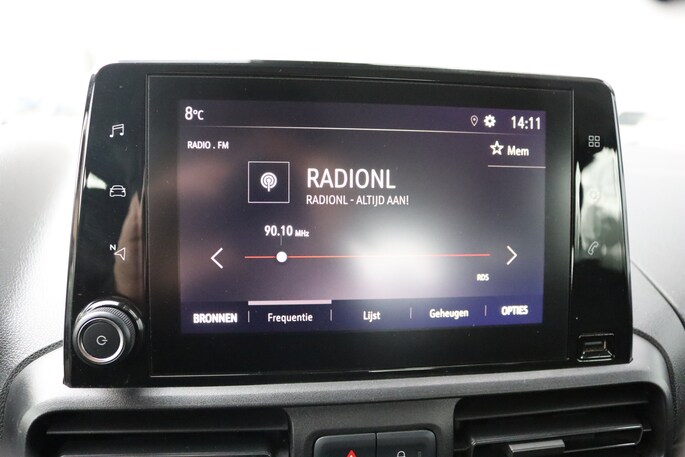 8°C
14:11
RADIO . FM
Mem
RADIONL
RADIONL - ALTIJD AAN!
90.10 MHz
RDS
BRONNEN Frequentie Lijst Geheugen OPTIES
N